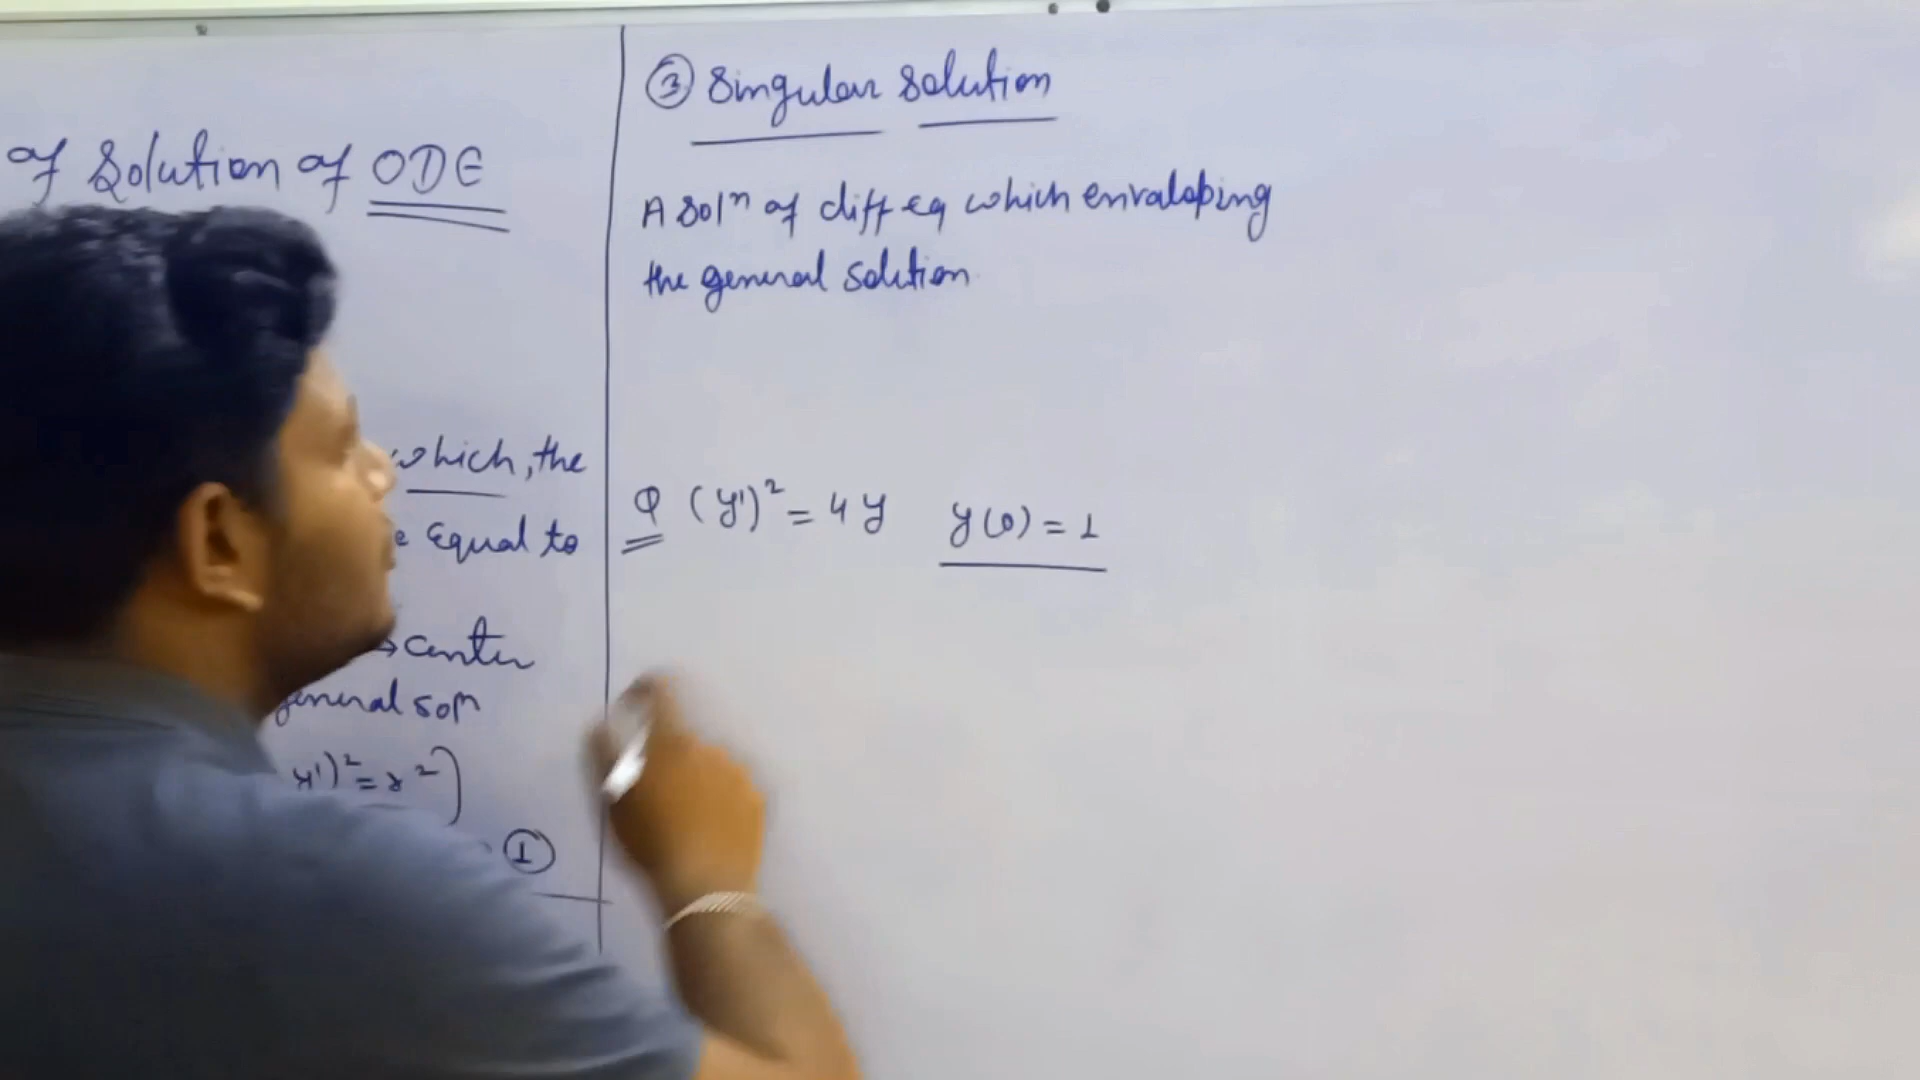 of Solution of ODE
which, the
e Equal to
→ center
general solⁿ
y')² = x²)
①
③ Singular Solution
A Solⁿ of diff eq which envaloping
the general solution
Q (y')² = 4y y(0) = 1